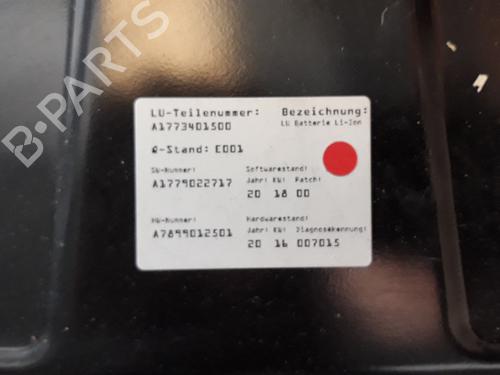 B-PARTS
LU-Teilenummer: Bezeichnung:
A1773401500 LU Batterie Li-Ion
Q-Stand: E001
SW-Nummer: Softwarestand:
A1779022717 Jahr: KW: Patch:
20 18 00
HW-Nummer: Hardwarestand:
A7899012501 Jahr: KW: Diagnosekennung:
20 16 007015